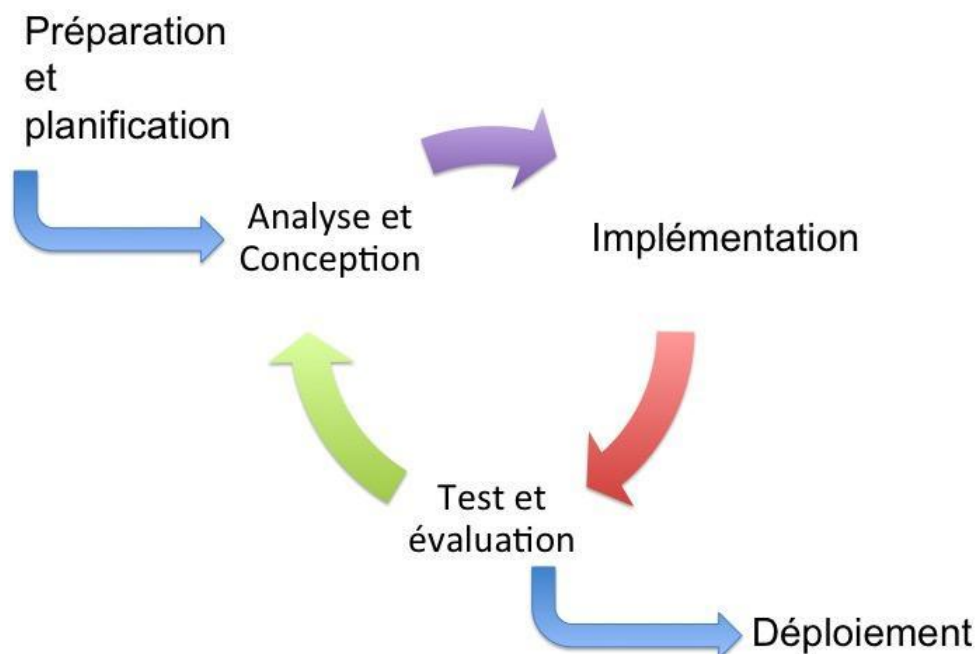 Préparation
et
planification
Analyse et
Conception
Implémentation
Test et
évaluation
Déploiement